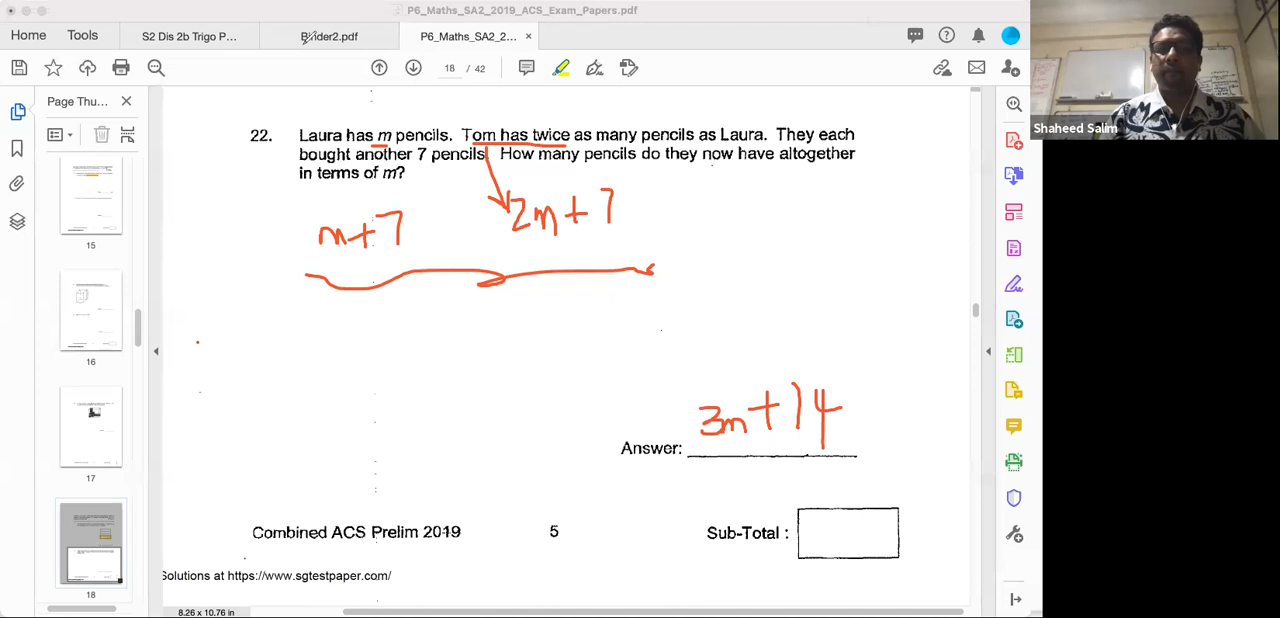 P6_Maths_SA2_2019_ACS_Exam_Papers.pdf
Home Tools S2 Dis 2b Trigo P... P6_Maths_SA2_2... ×
18 / 42
Page Thu... ×
Shaheed Salim
15
16
17
18
22. Laura has m pencils. Tom has twice as many pencils as Laura. They each
bought another 7 pencils. How many pencils do they now have altogether
in terms of m?
m+7 2m+7
3m+14
Answer:
Combined ACS Prelim 2019 5 Sub-Total :
Solutions at https://www.sgtestpaper.com/
8.26 x 10.76 in